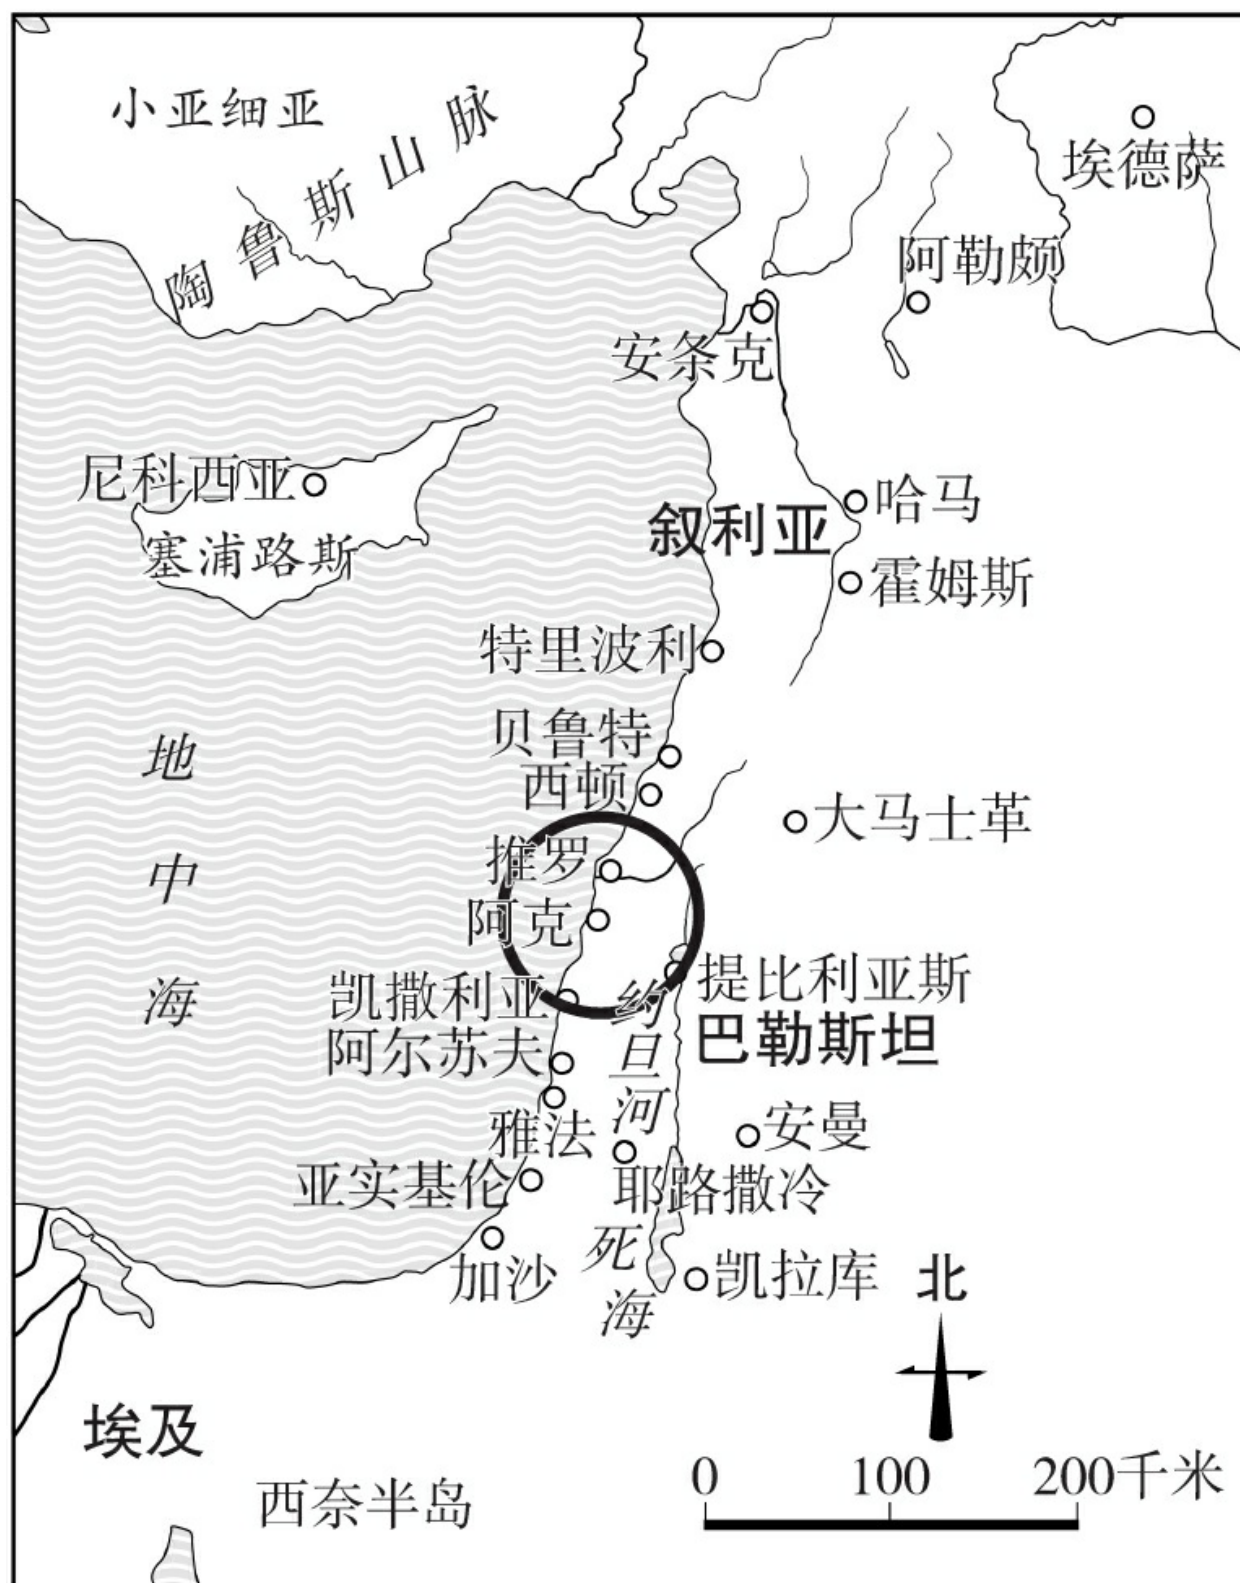 小亚细亚
陶鲁斯山脉
埃德萨
阿勒颇
安条克
尼科西亚
塞浦路斯
叙利亚
哈马
霍姆斯
特里波利
贝鲁特
西顿
大马士革
推罗
阿克
地中海
凯撒利亚
约旦河
提比利亚斯
巴勒斯坦
阿尔苏夫
雅法
安曼
亚实基伦
耶路撒冷
加沙
死海
凯拉库
北
埃及
西奈半岛
0 100 200千米